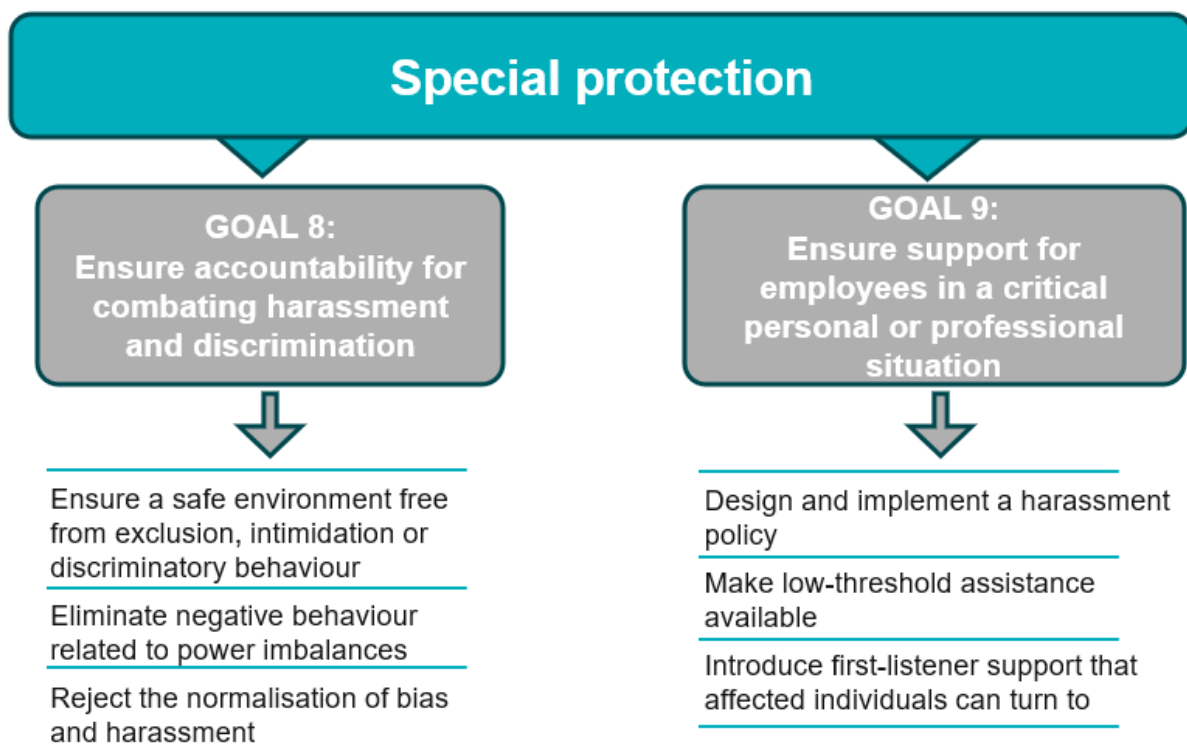 Special protection
GOAL 8:
Ensure accountability for
combating harassment
and discrimination
Ensure a safe environment free
from exclusion, intimidation or
discriminatory behaviour
Eliminate negative behaviour
related to power imbalances
Reject the normalisation of bias
and harassment
GOAL 9:
Ensure support for
employees in a critical
personal or professional
situation
Design and implement a harassment
policy
Make low-threshold assistance
available
Introduce first-listener support that
affected individuals can turn to